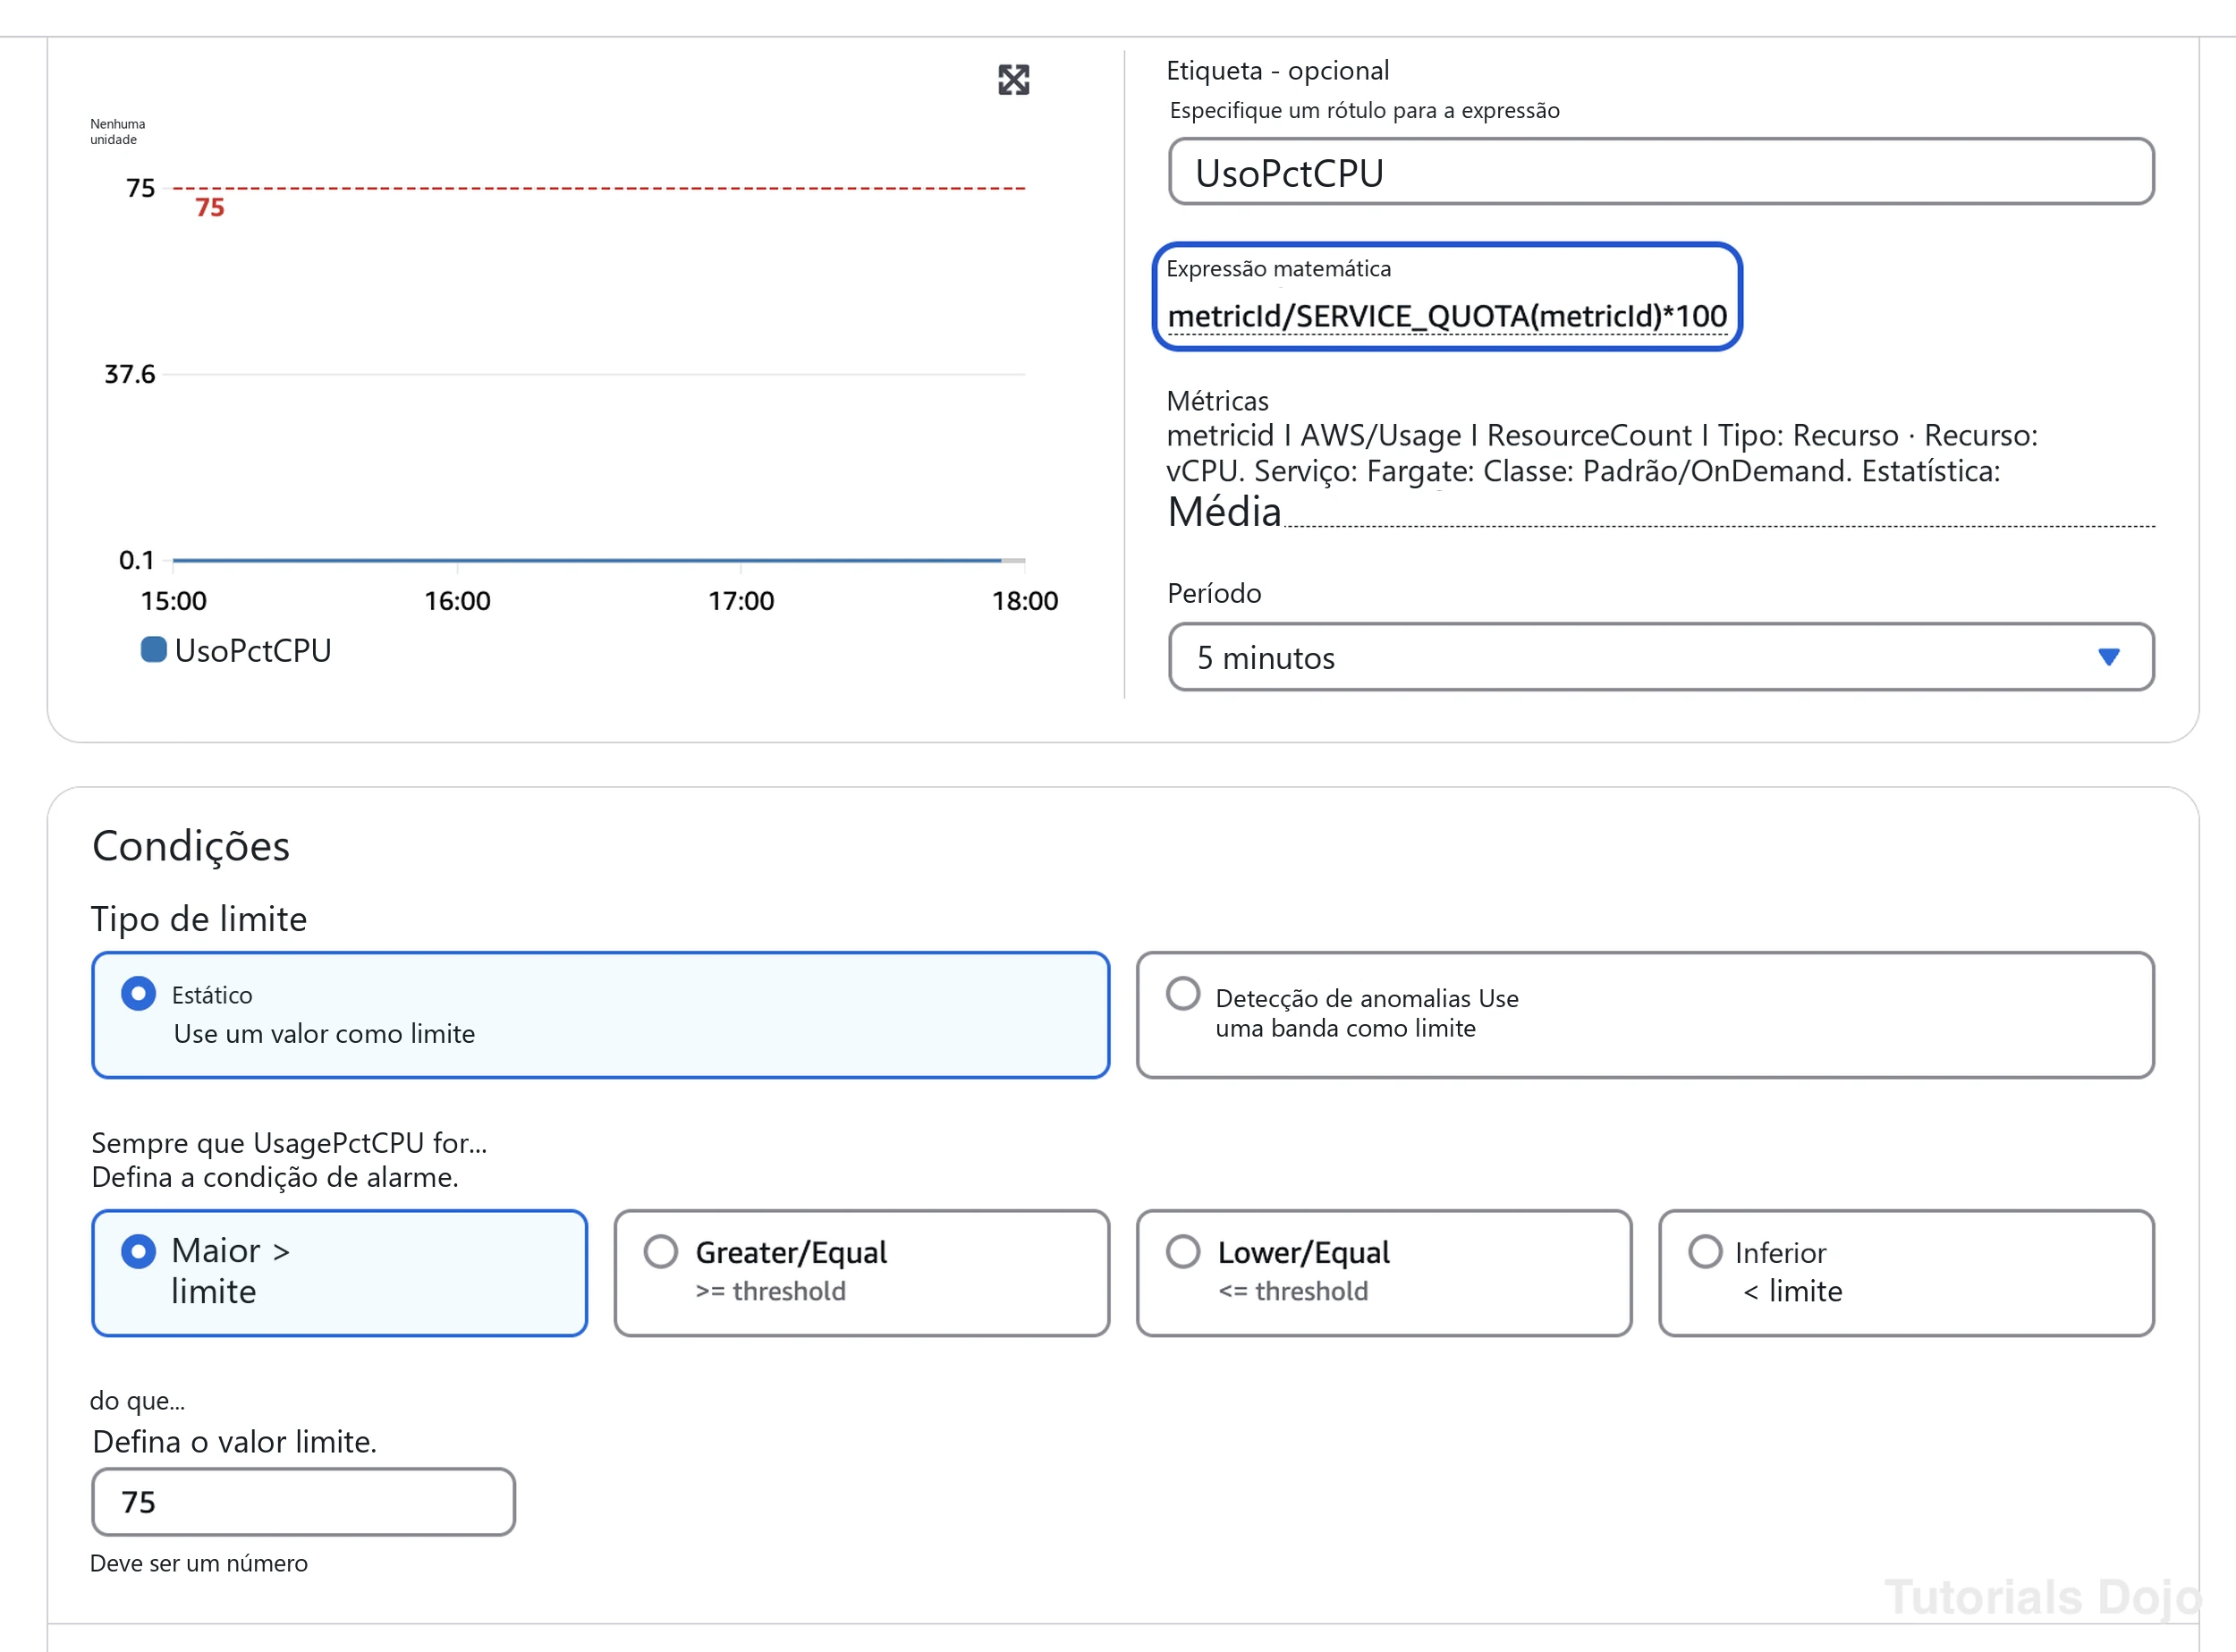 Nenhuma
unidade
75
75
37.6
0.1
15:00 16:00 17:00 18:00
UsoPctCPU
Etiqueta - opcional
Especifique um rótulo para a expressão
UsoPctCPU
Expressão matemática
metricId/SERVICE_QUOTA(metricId)*100
Métricas
metricid I AWS/Usage I ResourceCount I Tipo: Recurso · Recurso:
vCPU. Serviço: Fargate: Classe: Padrão/OnDemand. Estatística:
Média
Período
5 minutos
Condições
Tipo de limite
Estático
Use um valor como limite
Detecção de anomalias Use
uma banda como limite
Sempre que UsagePctCPU for...
Defina a condição de alarme.
Maior >
limite
Greater/Equal
>= threshold
Lower/Equal
<= threshold
Inferior
< limite
do que...
Defina o valor limite.
75
Deve ser um número
Tutorials Dojo